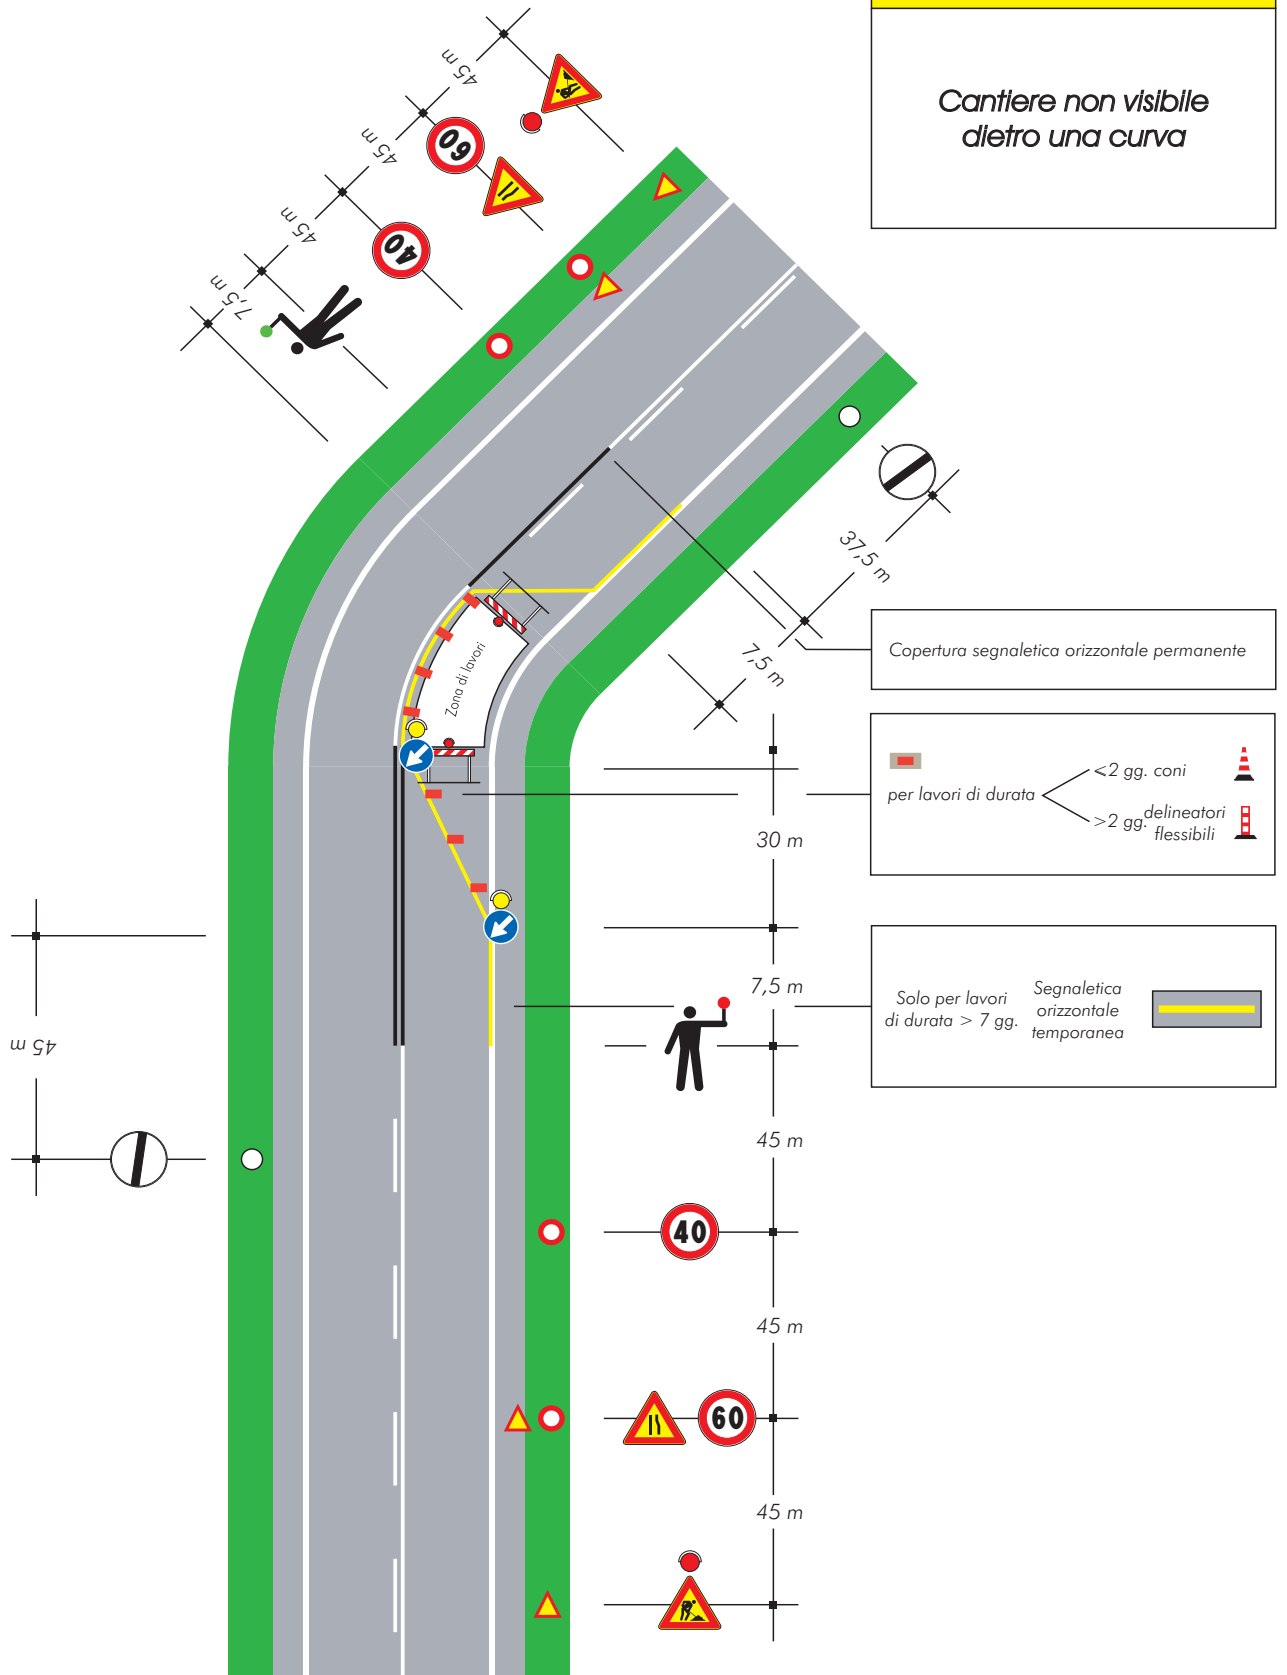 Cantiere non visibile
dietro una curva
45 m
45 m
60
45 m
40
7,5 m
37,5 m
7,5 m
Copertura segnaletica orizzontale permanente
Zona di lavori
per lavori di durata
<2 gg. coni
>2 gg. delineatori
flessibili
30 m
7,5 m
Solo per lavori
di durata > 7 gg.
Segnaletica
orizzontale
temporanea
45 m
45 m
40
45 m
60
45 m